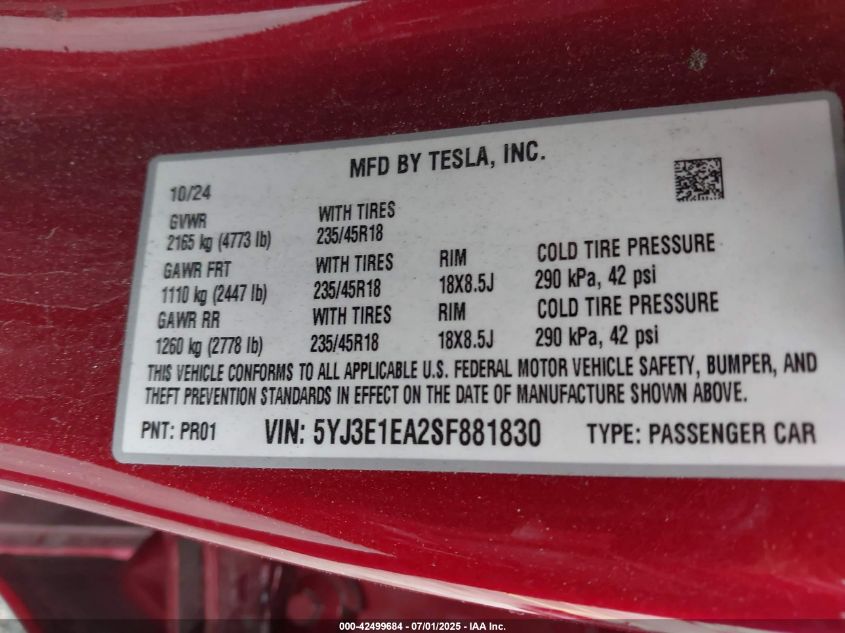 MFD BY TESLA, INC.
10/24
GVWR WITH TIRES
2165 kg (4773 lb) 235/45R18
GAWR FRT WITH TIRES RIM COLD TIRE PRESSURE
1110 kg (2447 lb) 235/45R18 18X8.5J 290 kPa, 42 psi
GAWR RR WITH TIRES RIM COLD TIRE PRESSURE
1260 kg (2778 lb) 235/45R18 18X8.5J 290 kPa, 42 psi
THIS VEHICLE CONFORMS TO ALL APPLICABLE U.S. FEDERAL MOTOR VEHICLE SAFETY, BUMPER, AND
THEFT PREVENTION STANDARDS IN EFFECT ON THE DATE OF MANUFACTURE SHOWN ABOVE.
PNT: PR01 VIN: 5YJ3E1EA2SF881830 TYPE: PASSENGER CAR
000-42499684 - 07/01/2025 - IAA Inc.